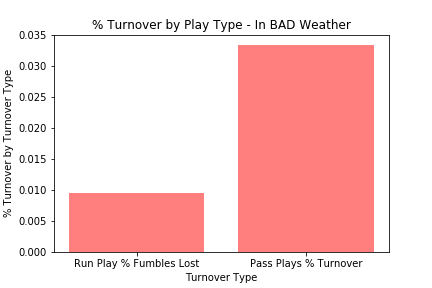 % Turnover by Play Type - In BAD Weather
% Turnover by Turnover Type
0.035
0.030
0.025
0.020
0.015
0.010
0.005
0.000
Run Play % Fumbles Lost
Pass Plays % Turnover
Turnover Type